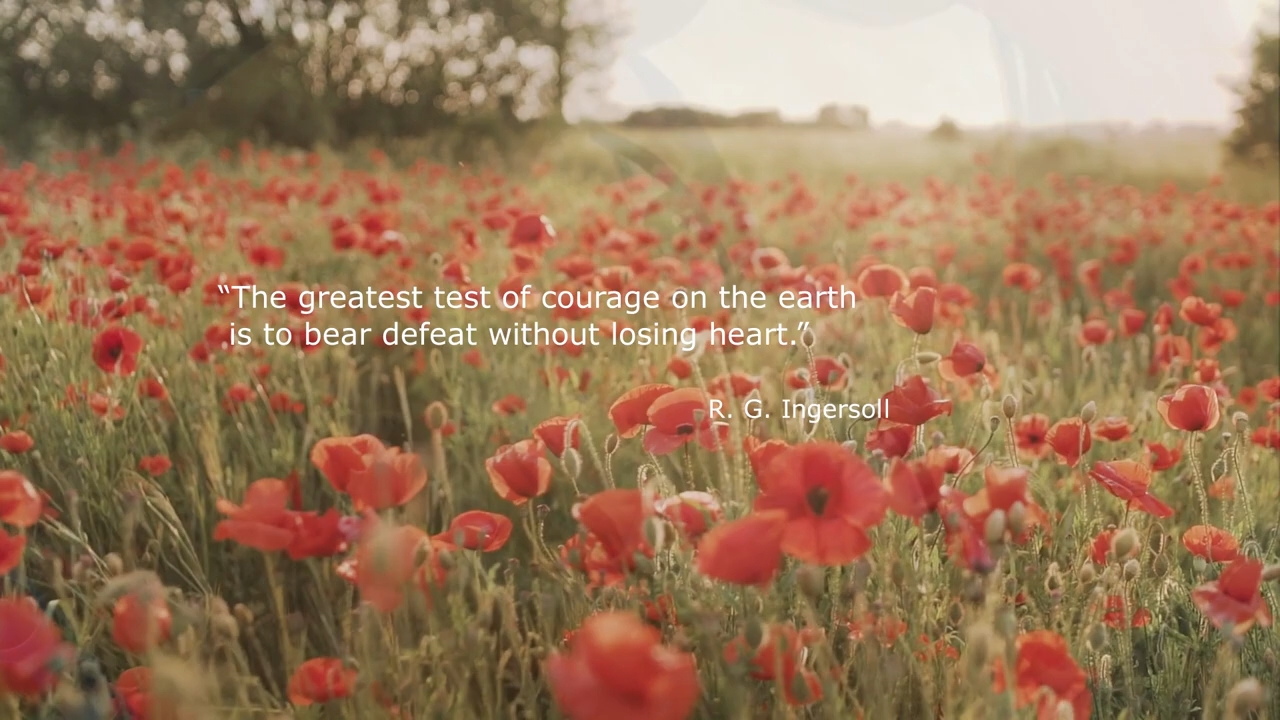 “The greatest test of courage on the earth
is to bear defeat without losing heart.”
R. G. Ingersoll